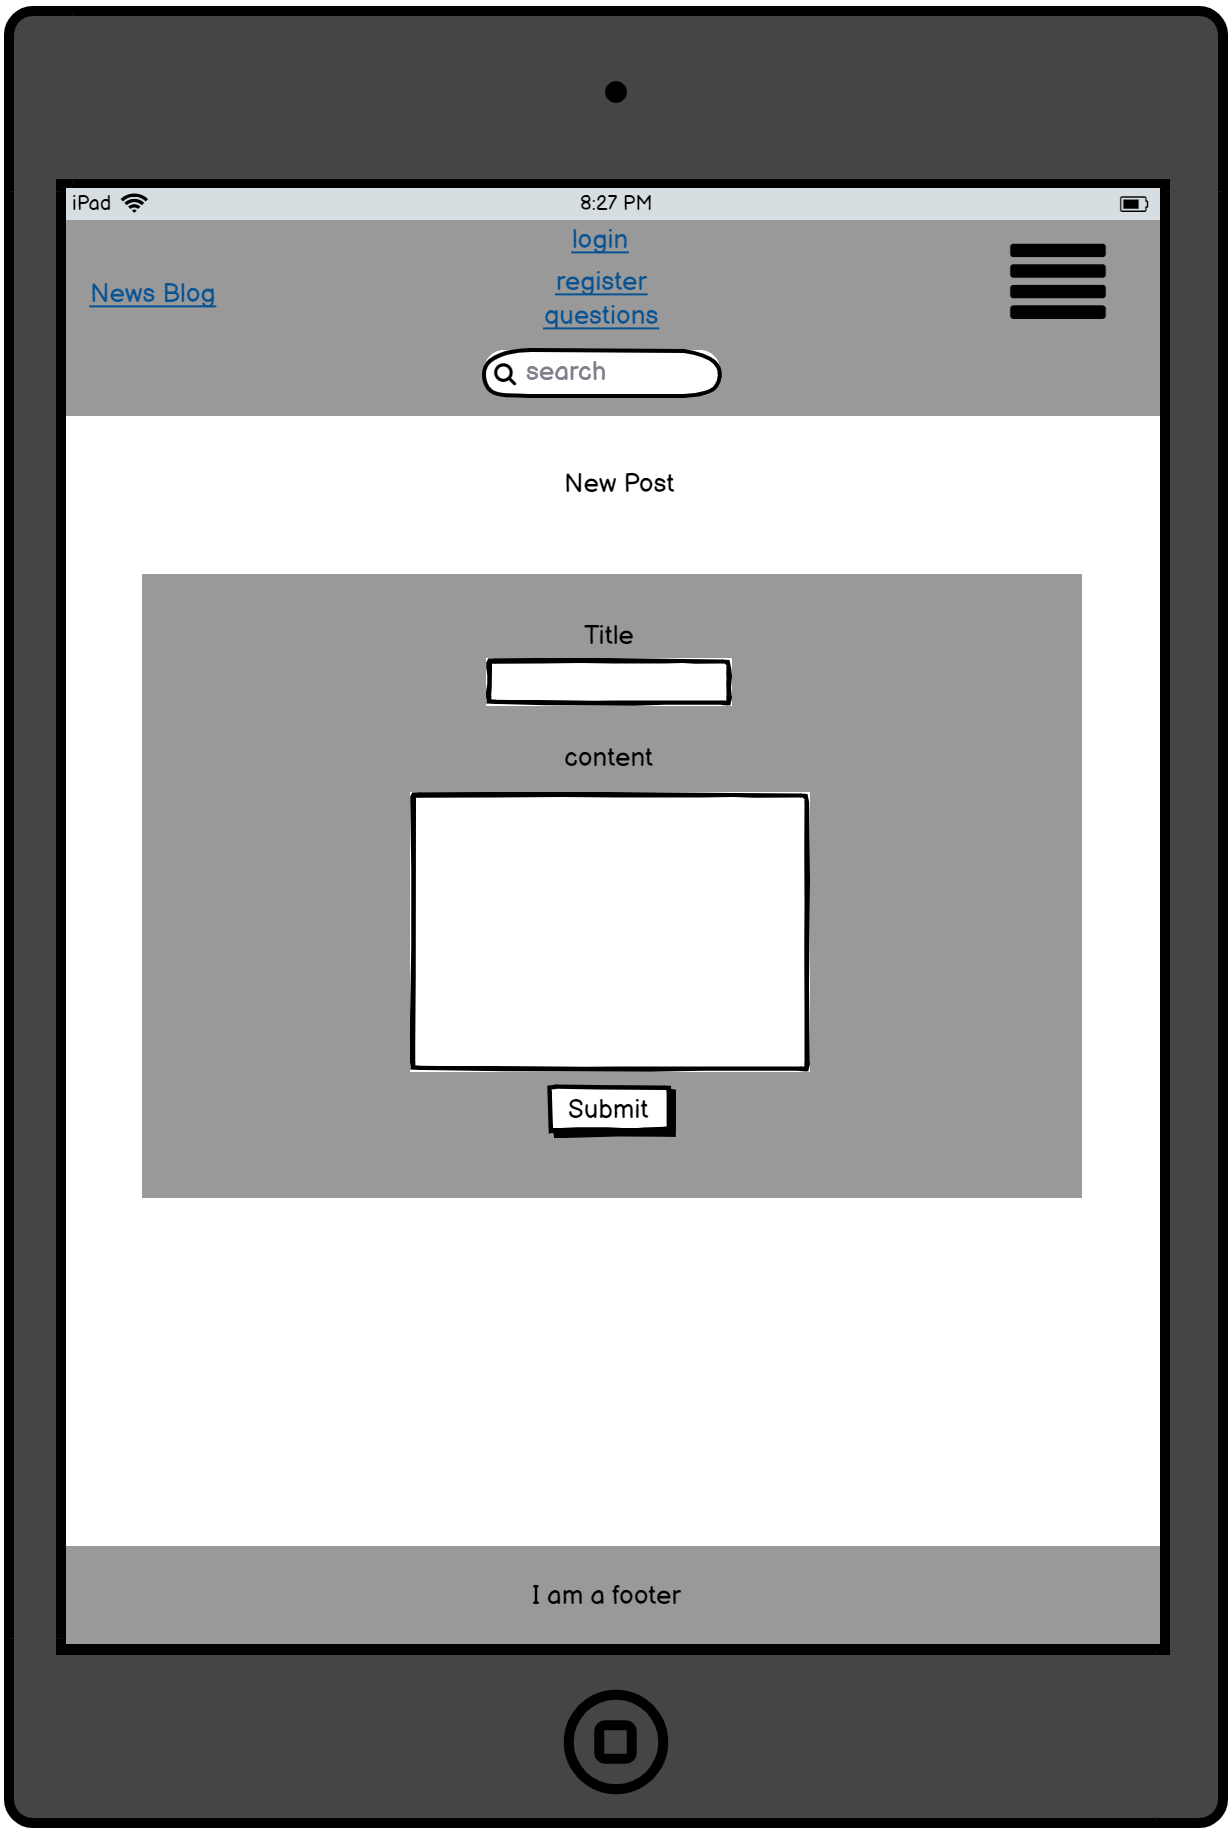 iPad 8:27 PM
login
News Blog
register
questions
search
New Post
Title
content
Submit
I am a footer